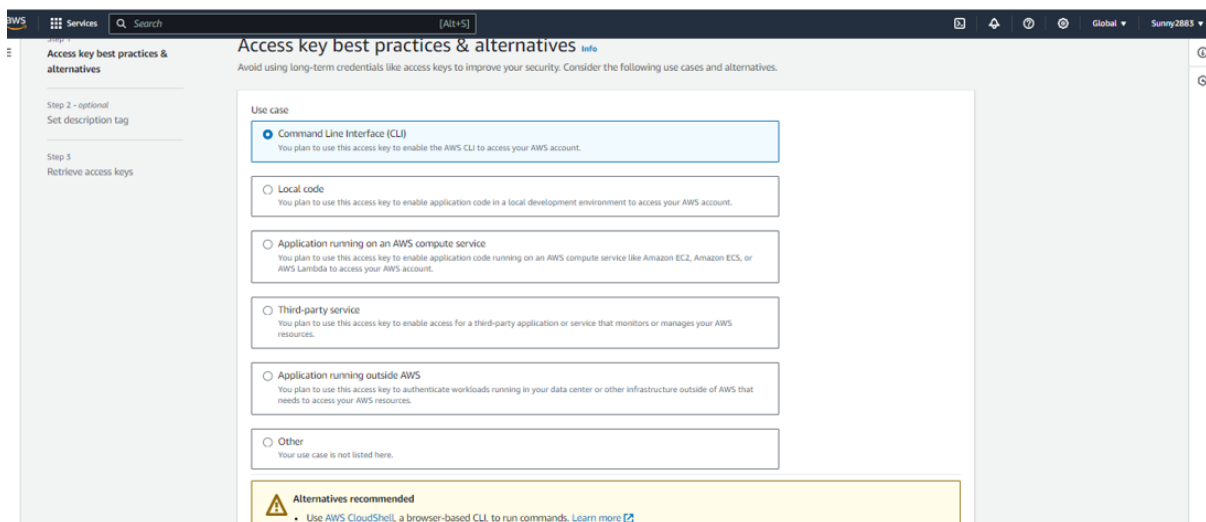 aws Services Search [Alt+S] Global Sunny2883
Step 1
Access key best practices &
alternatives
Step 2 - optional
Set description tag
Step 3
Retrieve access keys
Access key best practices & alternatives Info
Avoid using long-term credentials like access keys to improve your security. Consider the following use cases and alternatives.
Use case
Command Line Interface (CLI)
You plan to use this access key to enable the AWS CLI to access your AWS account.
Local code
You plan to use this access key to enable application code in a local development environment to access your AWS account.
Application running on an AWS compute service
You plan to use this access key to enable application code running on an AWS compute service like Amazon EC2, Amazon ECS, or
AWS Lambda to access your AWS account.
Third-party service
You plan to use this access key to enable access for a third-party application or service that monitors or manages your AWS
resources.
Application running outside AWS
You plan to use this access key to authenticate workloads running in your data center or other infrastructure outside of AWS that
needs to access your AWS resources.
Other
Your use case is not listed here.
Alternatives recommended
• Use AWS CloudShell, a browser-based CLI, to run commands. Learn more